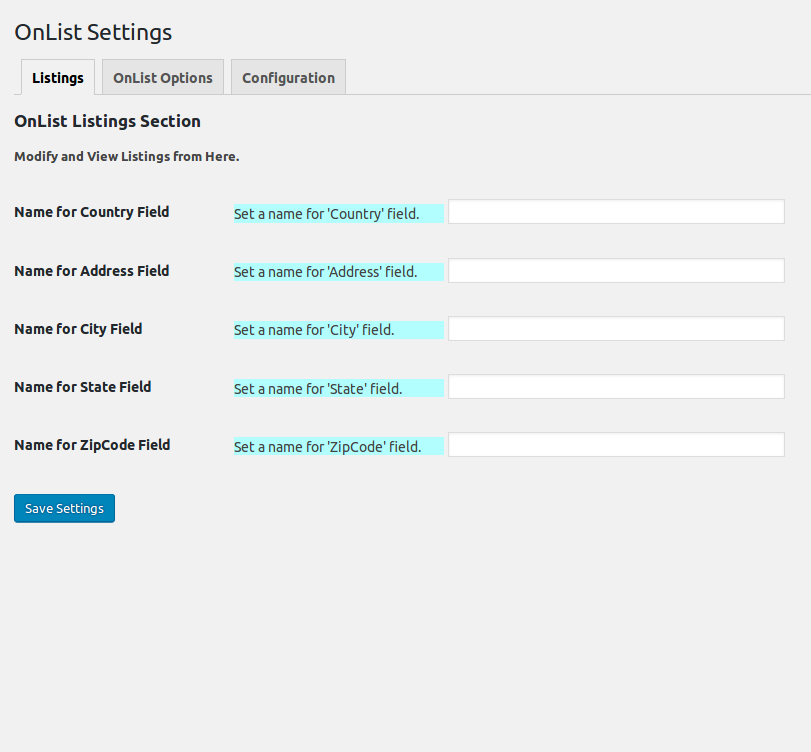 OnList Settings
Listings OnList Options Configuration
OnList Listings Section
Modify and View Listings from Here.
Name for Country Field Set a name for 'Country' field.
Name for Address Field Set a name for 'Address' field.
Name for City Field Set a name for 'City' field.
Name for State Field Set a name for 'State' field.
Name for ZipCode Field Set a name for 'ZipCode' field.
Save Settings